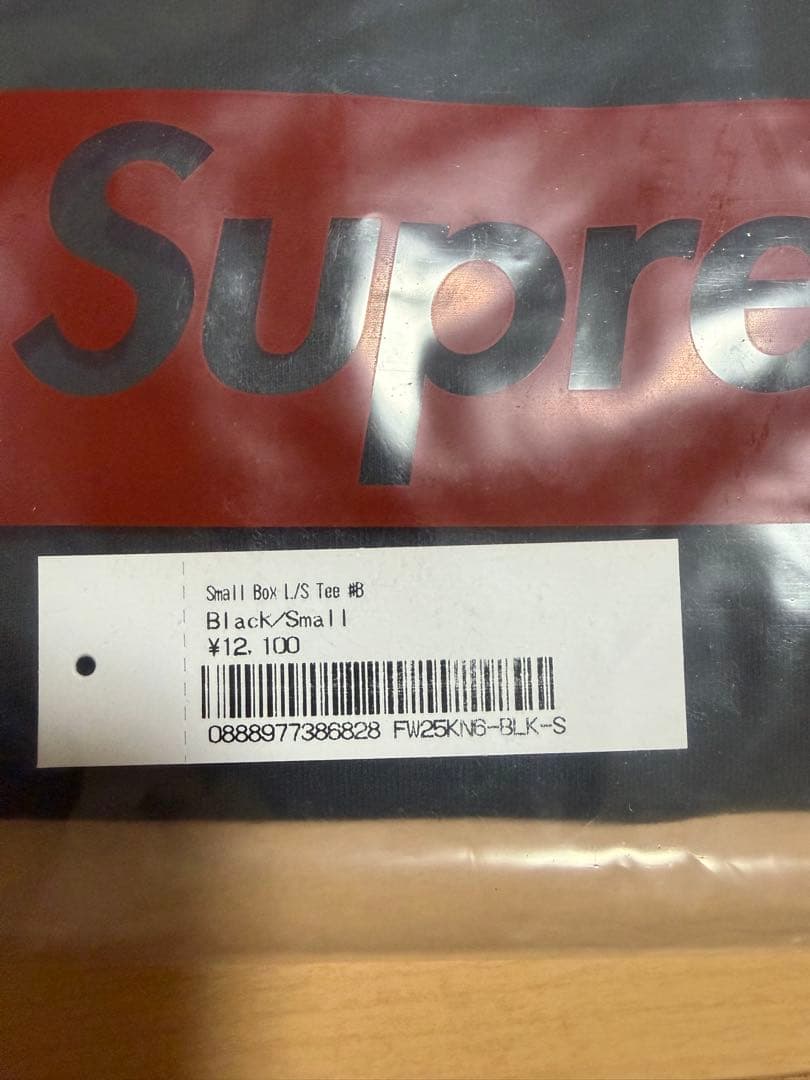 Supre
Small Box L/S Tee #B
Black/Small
¥12,100
0888977386828 FW25KN6-BLK-S